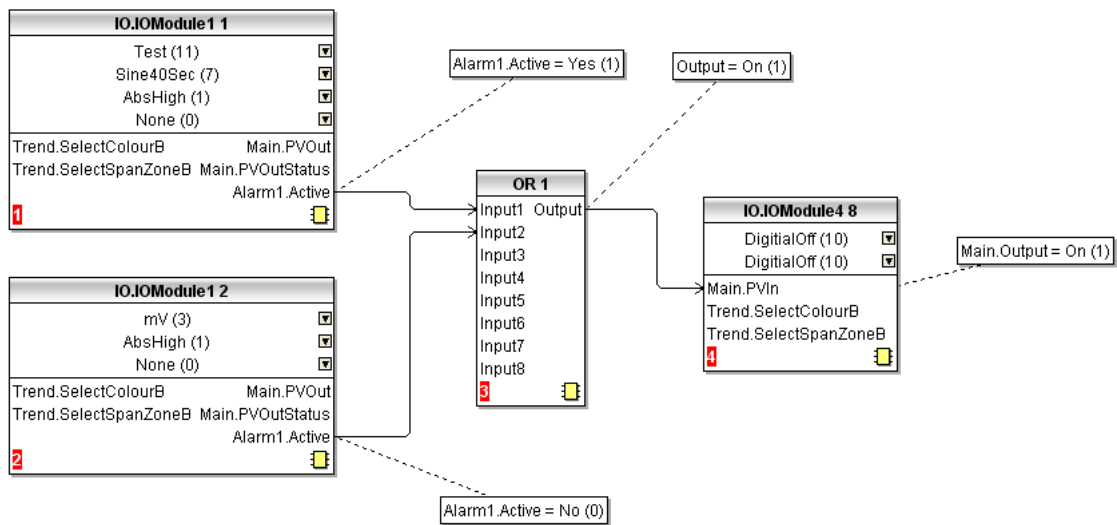 IO.IOModule1 1
Test (11)
Sine40Sec (7)
AbsHigh (1)
None (0)
Trend.SelectColourB Main.PVOut
Trend.SelectSpanZoneB Main.PVOutStatus
Alarm1.Active
1
Alarm1.Active = Yes (1)
Output = On (1)
IO.IOModule1 2
mV (3)
AbsHigh (1)
None (0)
Trend.SelectColourB Main.PVOut
Trend.SelectSpanZoneB Main.PVOutStatus
Alarm1.Active
2
Alarm1.Active = No (0)
OR 1
Input1 Output
Input2
Input3
Input4
Input5
Input6
Input7
Input8
3
IO.IOModule4 8
DigitialOff (10)
DigitialOff (10)
Main.PVIn
Trend.SelectColourB
Trend.SelectSpanZoneB
4
Main.Output = On (1)